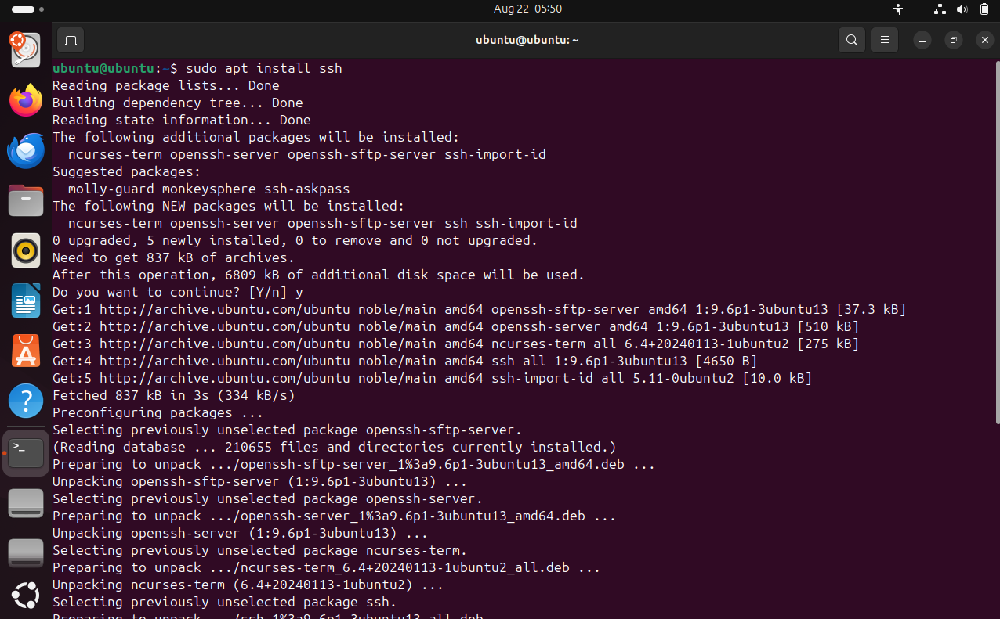 Aug 22 05:50
ubuntu@ubuntu: ~
ubuntu@ubuntu:~$ sudo apt install ssh
Reading package lists... Done
Building dependency tree... Done
Reading state information... Done
The following additional packages will be installed:
  ncurses-term openssh-server openssh-sftp-server ssh-import-id
Suggested packages:
  molly-guard monkeysphere ssh-askpass
The following NEW packages will be installed:
  ncurses-term openssh-server openssh-sftp-server ssh ssh-import-id
0 upgraded, 5 newly installed, 0 to remove and 0 not upgraded.
Need to get 837 kB of archives.
After this operation, 6809 kB of additional disk space will be used.
Do you want to continue? [Y/n] y
Get:1 http://archive.ubuntu.com/ubuntu noble/main amd64 openssh-sftp-server amd64 1:9.6p1-3ubuntu13 [37.3 kB]
Get:2 http://archive.ubuntu.com/ubuntu noble/main amd64 openssh-server amd64 1:9.6p1-3ubuntu13 [510 kB]
Get:3 http://archive.ubuntu.com/ubuntu noble/main amd64 ncurses-term all 6.4+20240113-1ubuntu2 [275 kB]
Get:4 http://archive.ubuntu.com/ubuntu noble/main amd64 ssh all 1:9.6p1-3ubuntu13 [4650 B]
Get:5 http://archive.ubuntu.com/ubuntu noble/main amd64 ssh-import-id all 5.11-0ubuntu2 [10.0 kB]
Fetched 837 kB in 3s (334 kB/s)
Preconfiguring packages ...
Selecting previously unselected package openssh-sftp-server.
(Reading database ... 210655 files and directories currently installed.)
Preparing to unpack .../openssh-sftp-server_1%3a9.6p1-3ubuntu13_amd64.deb ...
Unpacking openssh-sftp-server (1:9.6p1-3ubuntu13) ...
Selecting previously unselected package openssh-server.
Preparing to unpack .../openssh-server_1%3a9.6p1-3ubuntu13_amd64.deb ...
Unpacking openssh-server (1:9.6p1-3ubuntu13) ...
Selecting previously unselected package ncurses-term.
Preparing to unpack .../ncurses-term_6.4+20240113-1ubuntu2_all.deb ...
Unpacking ncurses-term (6.4+20240113-1ubuntu2) ...
Selecting previously unselected package ssh.
Preparing to unpack .../ssh_1%3a9.6p1-3ubuntu13_all.deb ...